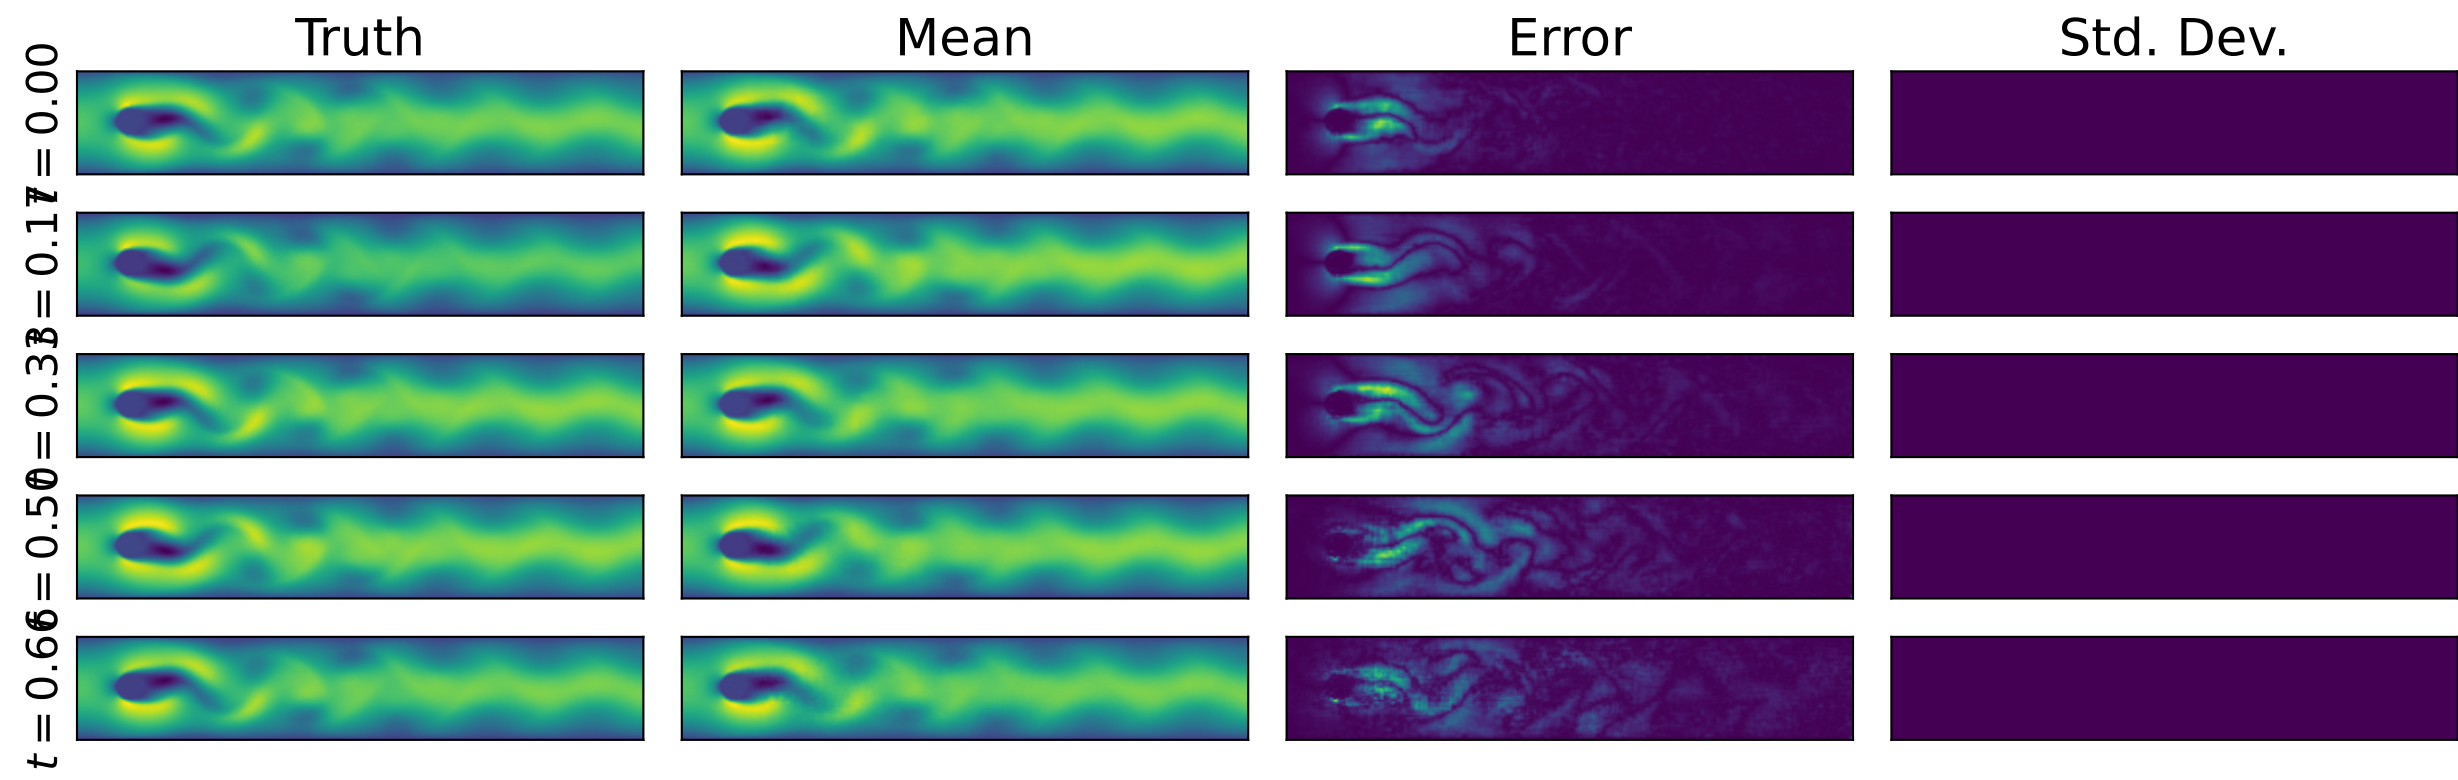 Truth
Mean
Error
Std. Dev.
t = 0.00
t = 0.17
t = 0.33
t = 0.50
t = 0.66